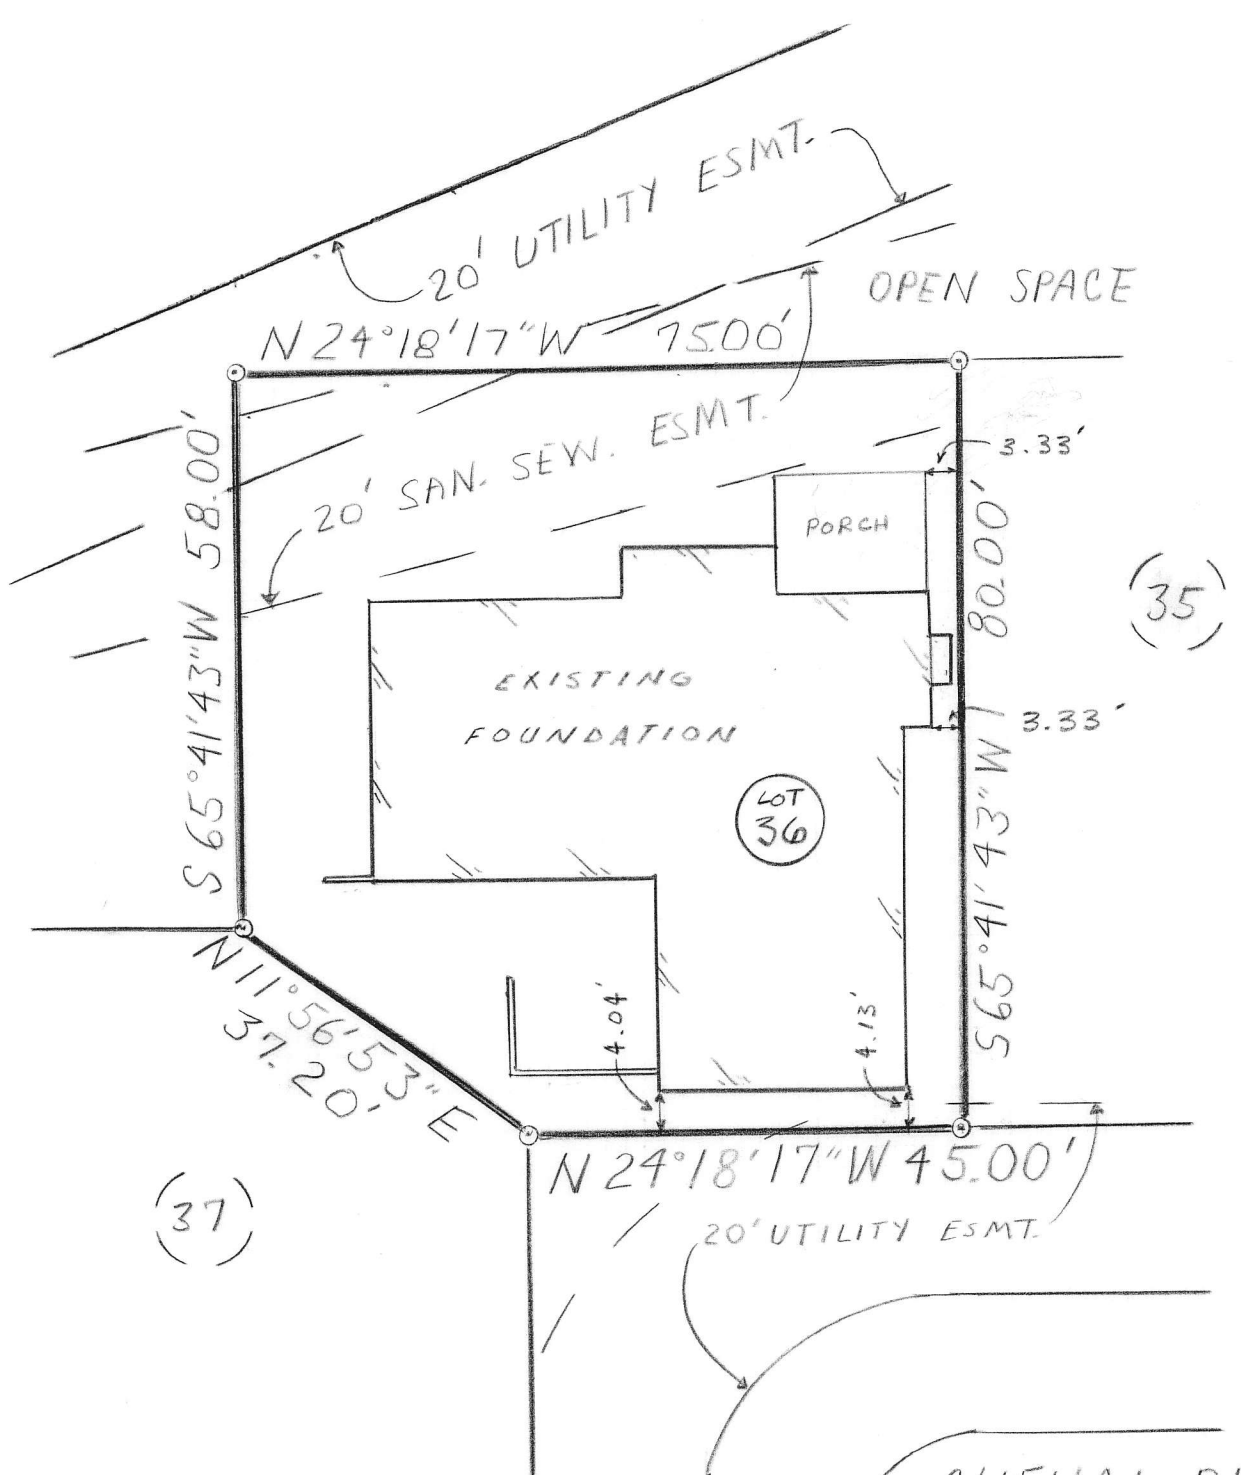 20' UTILITY ESMT.
OPEN SPACE
N 24°18'17"W 75.00'
20' SAN. SEW. ESMT.
3.33'
PORCH
S 65°41'43"W 58.00'
80.00'
(35)
EXISTING
FOUNDATION
3.33'
LOT
36
S65°41'43"W
N11°56'53"E
37.20'
4.04'
4.13'
N 24°18'17"W 45.00'
(37)
20' UTILITY ESMT.